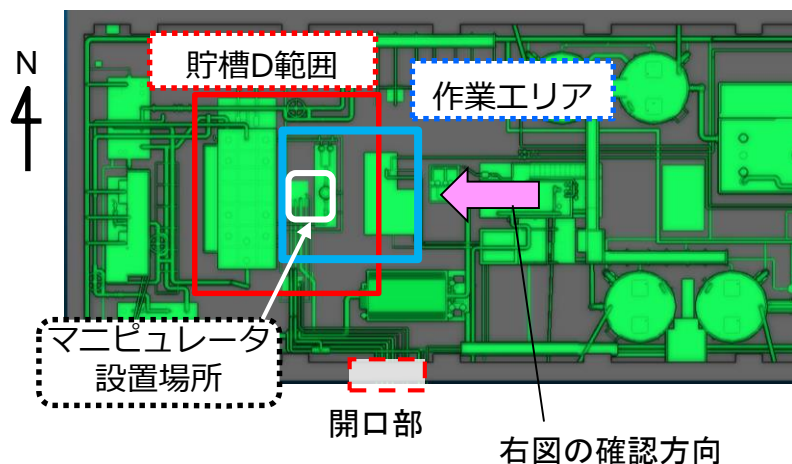 N
貯槽D範囲
作業エリア
マニピュレータ
設置場所
開口部
右図の確認方向